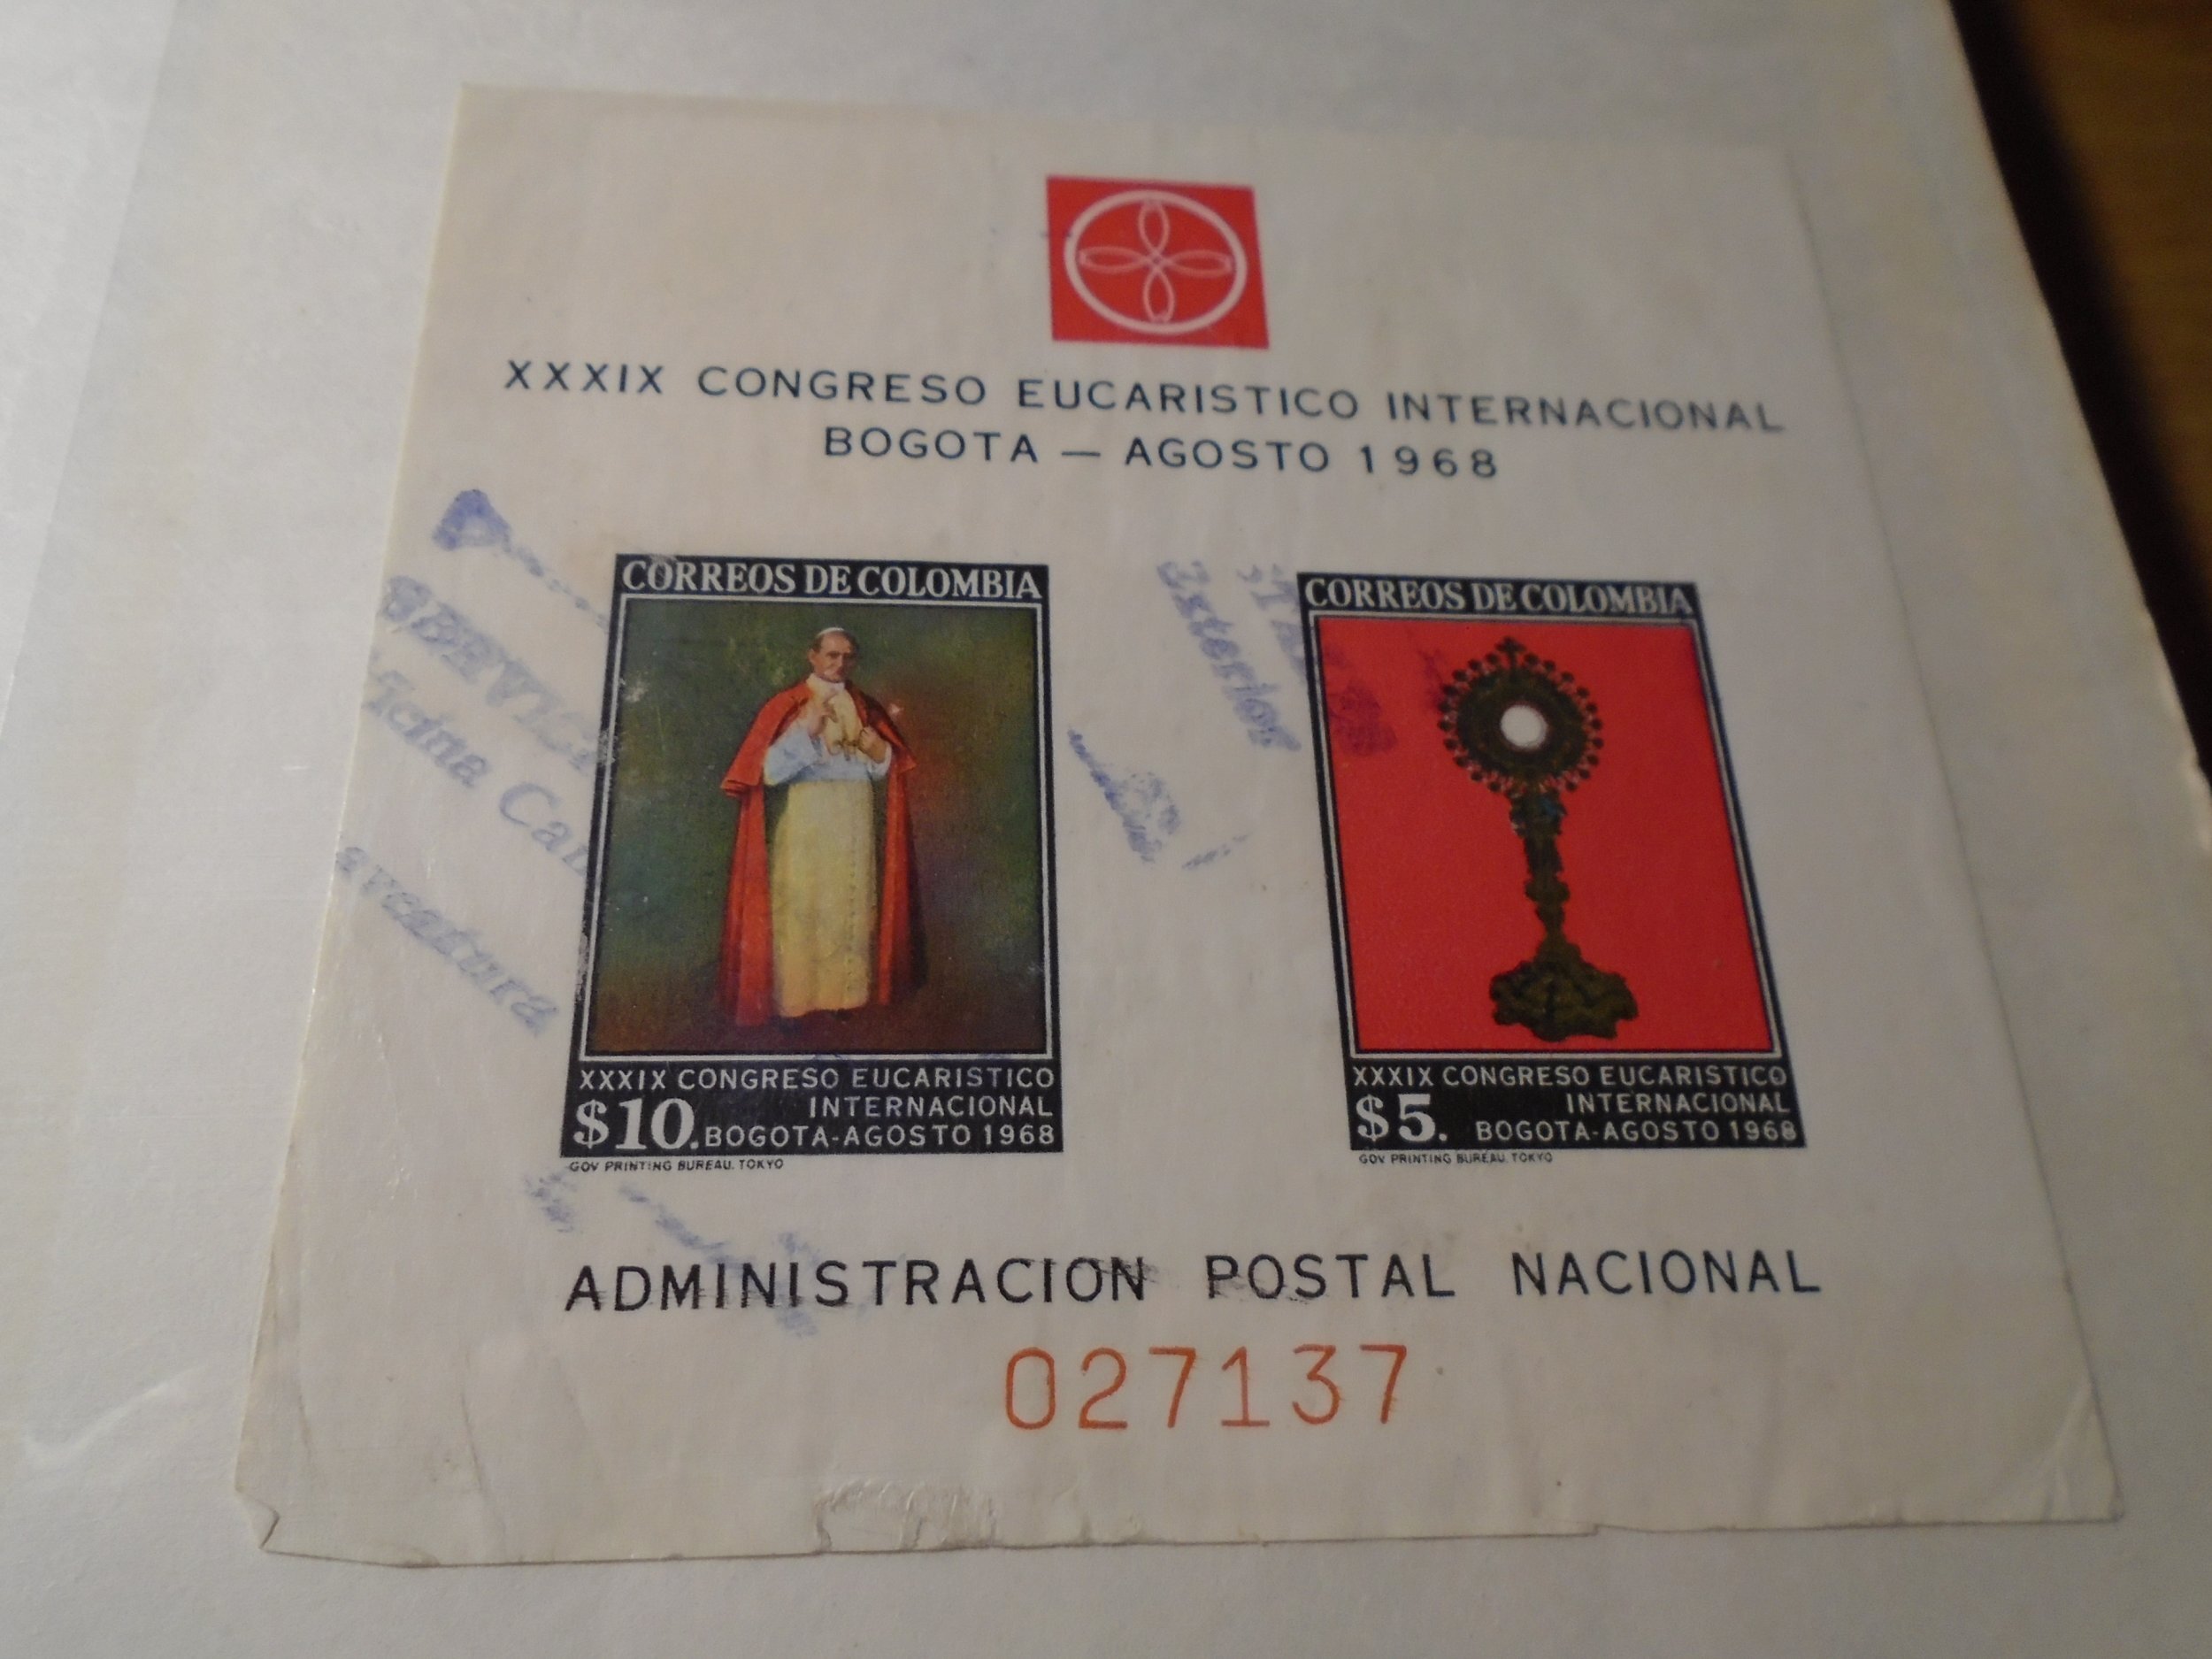 XXXIX CONGRESO EUCARISTICO INTERNACIONAL
BOGOTA — AGOSTO 1968
CORREOS DE COLOMBIA
XXXIX CONGRESO EUCARISTICO
INTERNACIONAL
$10. BOGOTA-AGOSTO 1968
GOV. PRINTING BUREAU. TOKYO
CORREOS DE COLOMBIA
XXXIX CONGRESO EUCARISTICO
INTERNACIONAL
$5. BOGOTA-AGOSTO 1968
GOV. PRINTING BUREAU. TOKYO
ADMINISTRACION POSTAL NACIONAL
027137